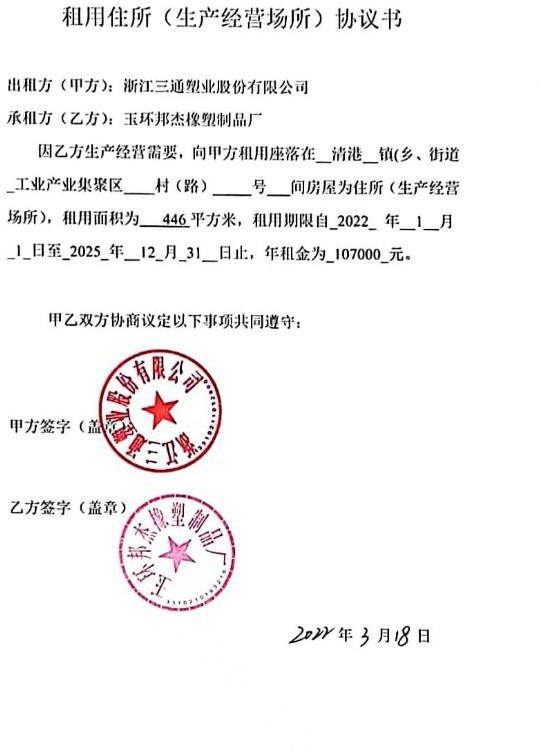 租用住所（生产经营场所）协议书
出租方（甲方）：浙江三通塑业股份有限公司
承租方（乙方）：玉环邦杰橡塑制品厂
因乙方生产经营需要，向甲方租用座落在__清港__镇(乡、街道
_工业产业集聚区____村（路）_____号___间房屋为住所（生产经营
场所），租用面积为___446 平方米，租用期限自_2022_ 年__1__月
_1_日至_2025_年__12_月_31__日止，年租金为_107000_元。
甲乙双方协商议定以下事项共同遵守：
浙江三通塑业股份有限公司
甲方签字（盖章
乙方签字（盖章）
玉环邦杰橡塑制品厂
2022年3月18日